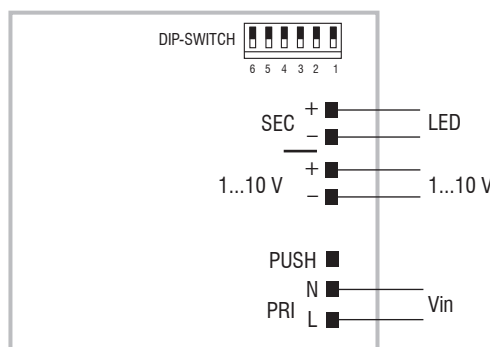 DIP-SWITCH
6 5 4 3 2 1
+
SEC LED
–
+
1...10 V 1...10 V
–
PUSH
N
PRI Vin
L